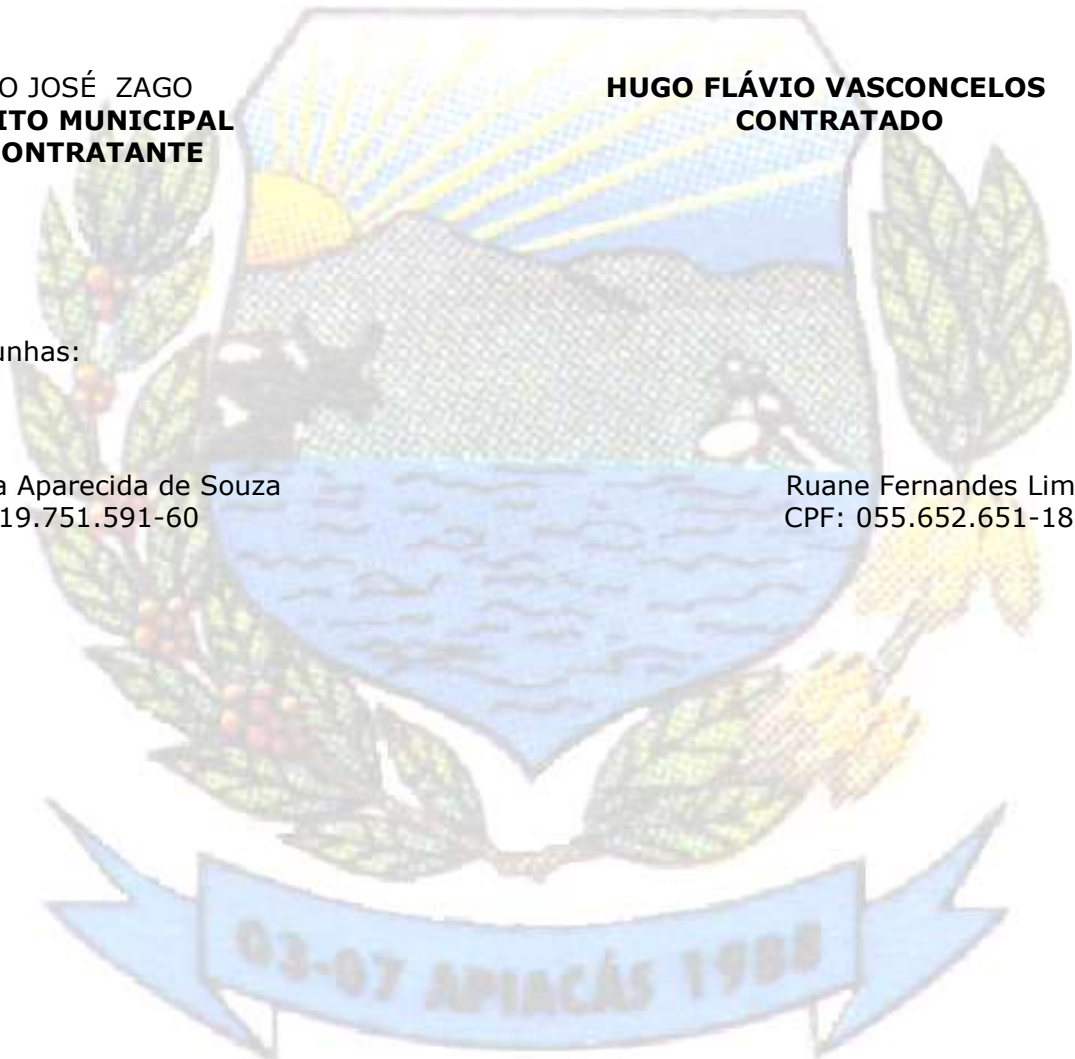 O JOSÉ ZAGO
ITO MUNICIPAL
ONTRATANTE
HUGO FLÁVIO VASCONCELOS
CONTRATADO
unhas:
a Aparecida de Souza
19.751.591-60
Ruane Fernandes Lim
CPF: 055.652.651-18
03-07 APIACÁS 1988